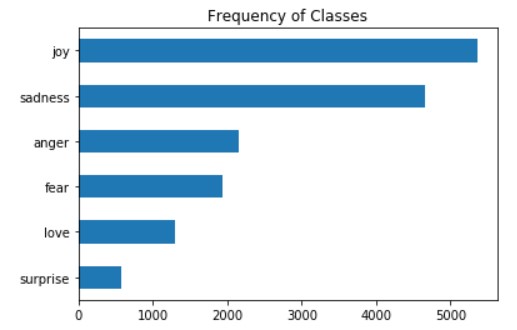 Frequency of Classes
joy
sadness
anger
fear
love
surprise
0 1000 2000 3000 4000 5000